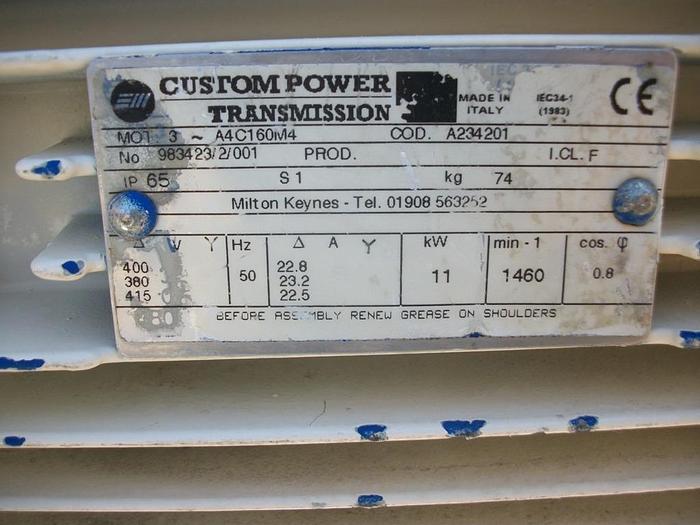 CUSTOM POWER
TRANSMISSION
MADE IN
ITALY
IEC34-1
(1983)
CE
MOT. 3 ~ A4C160M4 COD. A234201
No 983423/2/001 PROD. I.CL. F
IP 65 S 1 kg 74
Milton Keynes - Tel. 01908 563252
Δ V Y Hz Δ A Y kW min - 1 cos. φ
400 50 22.8 11 1460 0.8
380 23.2
415 22.5
BEFORE ASSEMBLY RENEW GREASE ON SHOULDERS